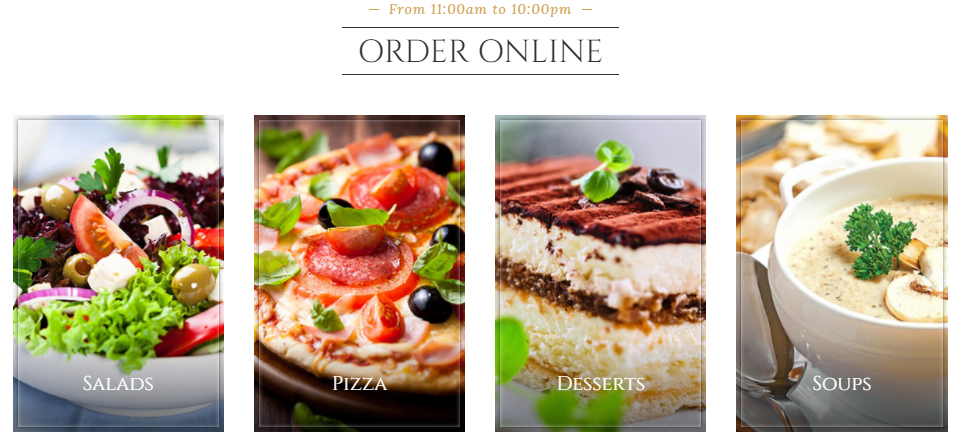 — From 11:00am to 10:00pm —
ORDER ONLINE
Salads
Pizza
Desserts
Soups